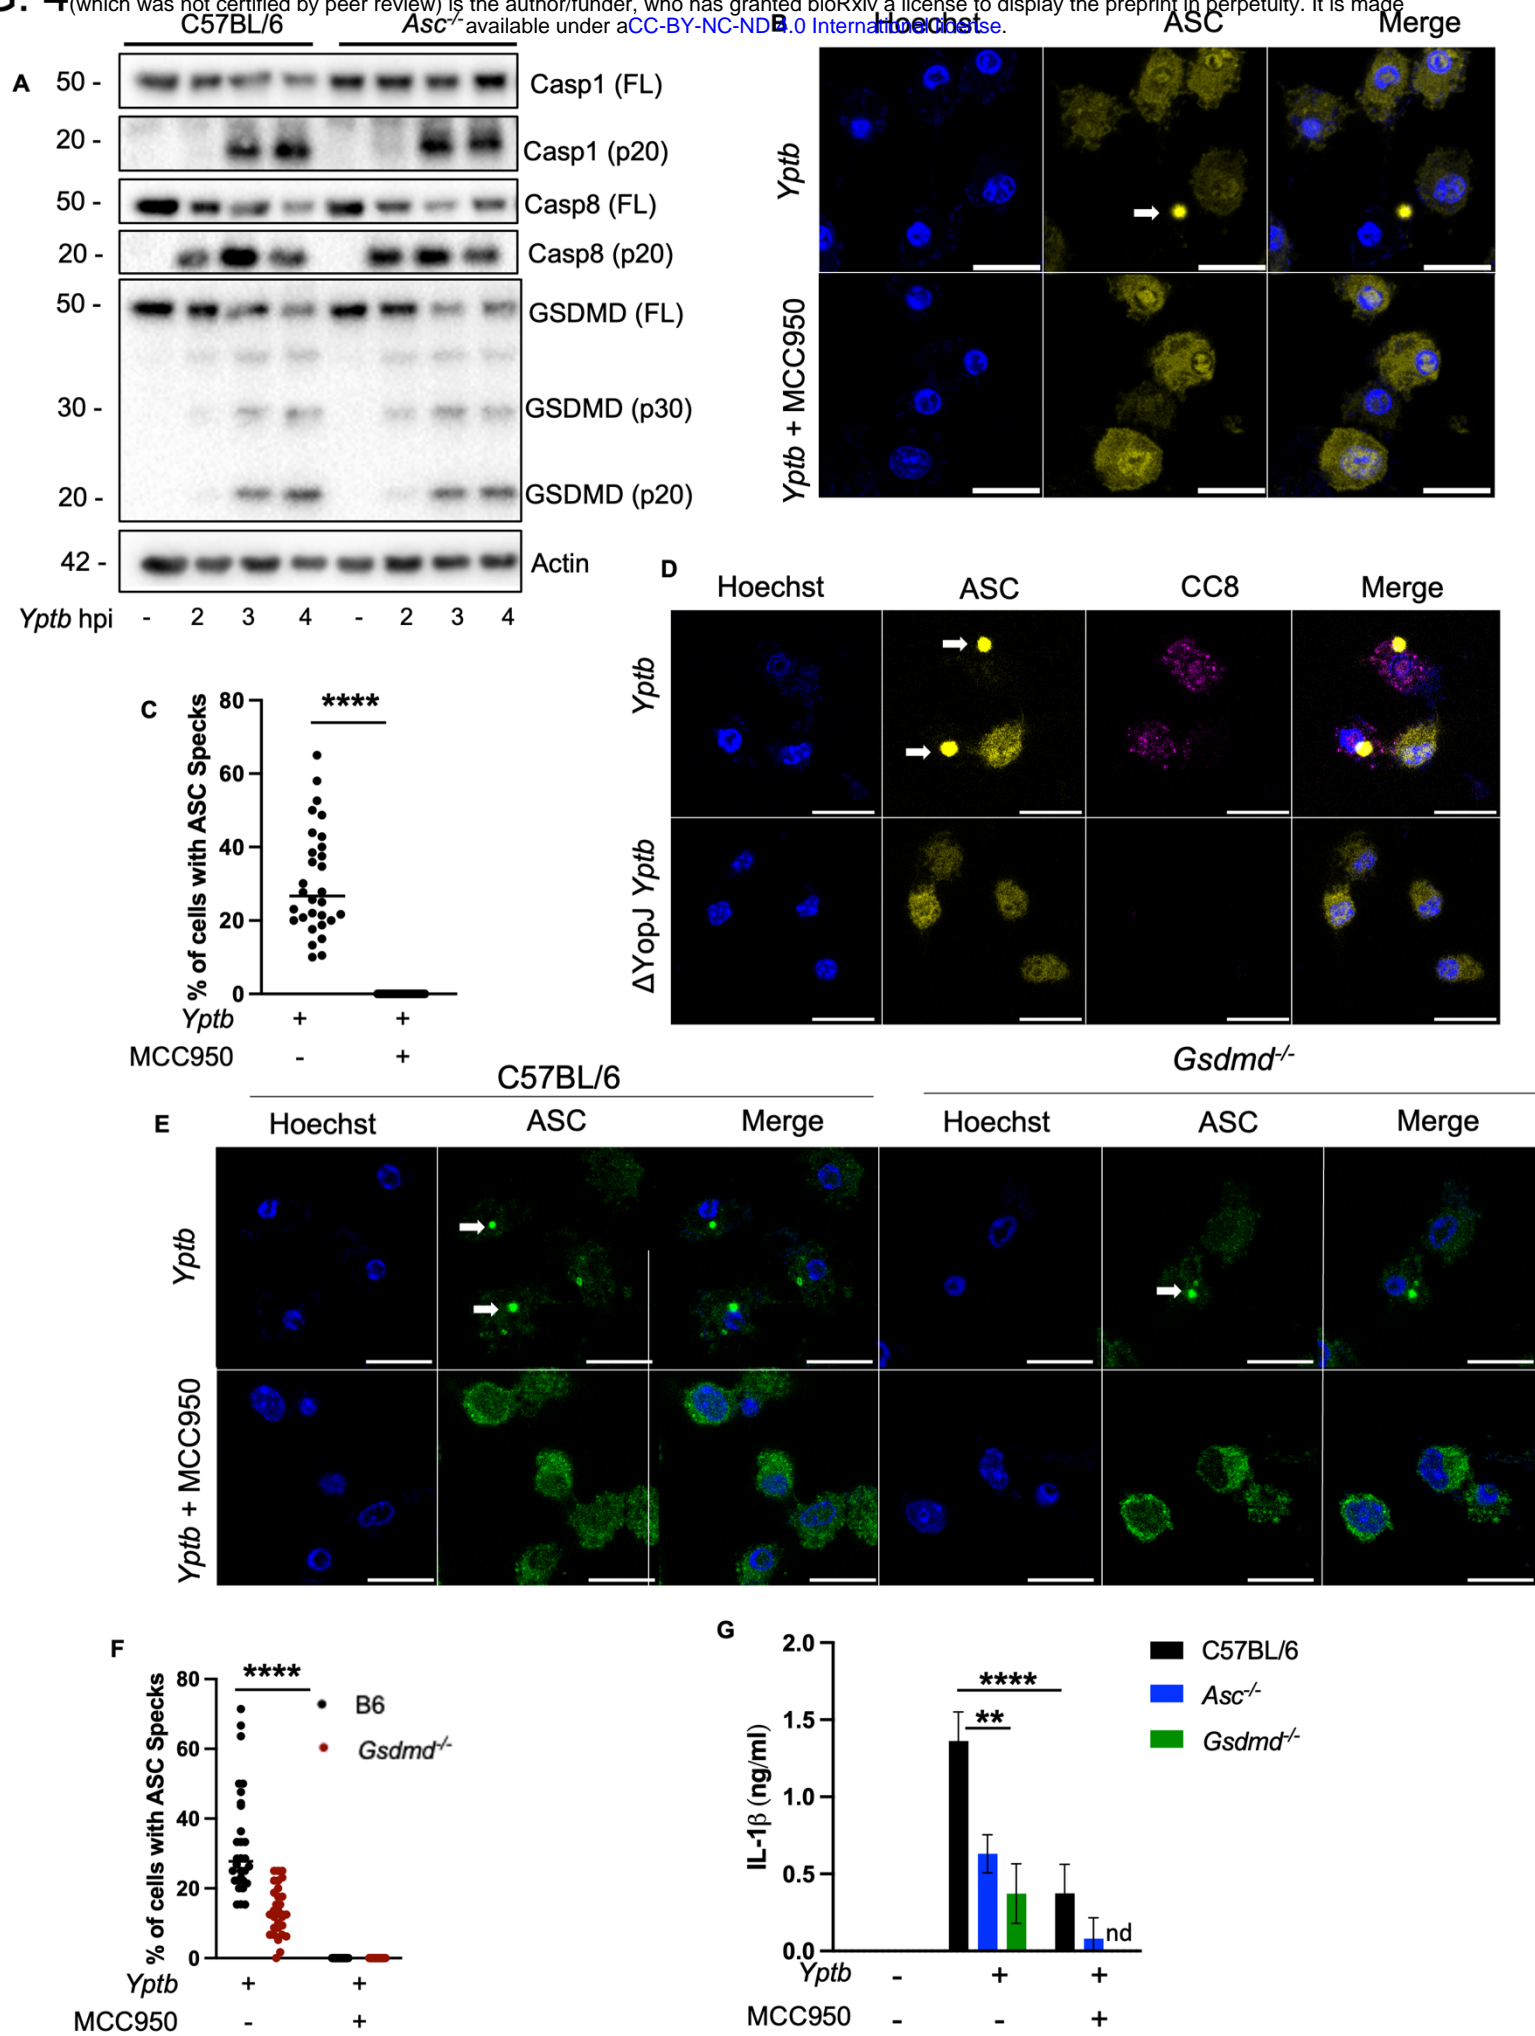 (which was not certified by peer review) is the author/funder, who has granted bioRxiv a license to display the preprint in perpetuity. It is made
available under aCC-BY-NC-ND 4.0 International license.
C57BL/6 Asc-/-
A
50 - Casp1 (FL)
20 - Casp1 (p20)
50 - Casp8 (FL)
20 - Casp8 (p20)
50 - GSDMD (FL)
30 - GSDMD (p30)
20 - GSDMD (p20)
42 - Actin
Yptb hpi - 2 3 4 - 2 3 4
B
Hoechst ASC Merge
Yptb
Yptb + MCC950
C
% of cells with ASC Specks
****
80
60
40
20
0
Yptb + +
MCC950 - +
D
Hoechst ASC CC8 Merge
Yptb
ΔYopJ Yptb
E
C57BL/6 Gsdmd-/-
Hoechst ASC Merge Hoechst ASC Merge
Yptb
Yptb + MCC950
F
% of cells with ASC Specks
****
80
60
40
20
0
B6
Gsdmd-/-
Yptb + +
MCC950 - +
G
IL-1β (ng/ml)
2.0
1.5
1.0
0.5
0.0
****
**
nd
C57BL/6
Asc-/-
Gsdmd-/-
Yptb - + +
MCC950 - - +